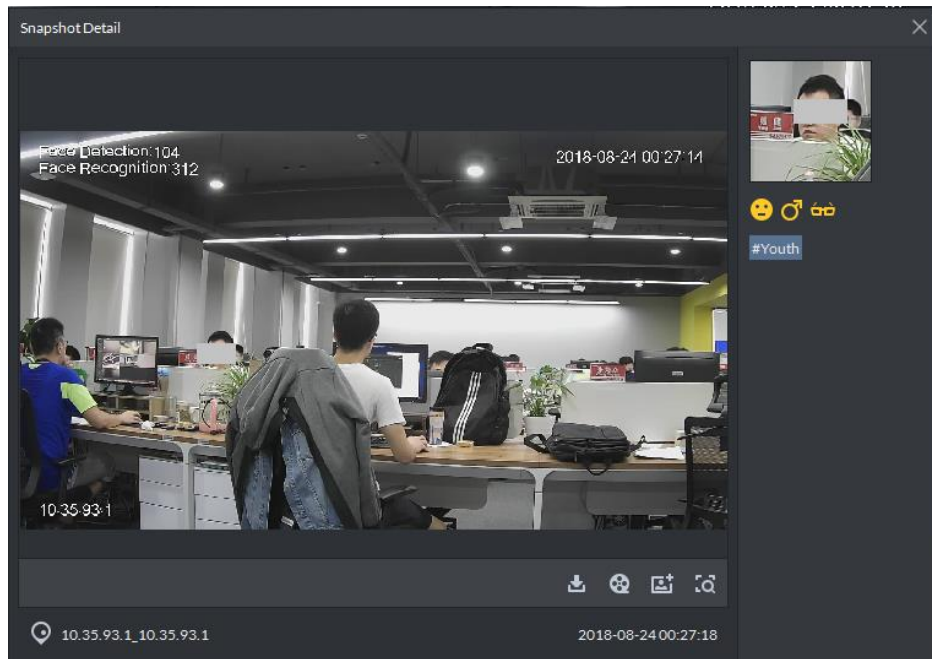 Snapshot Detail
Face Detection:104
Face Recognition:312
2018-08-24 00:27:14
#Youth
10.35.93.1
10.35.93.1_10.35.93.1
2018-08-24 00:27:18